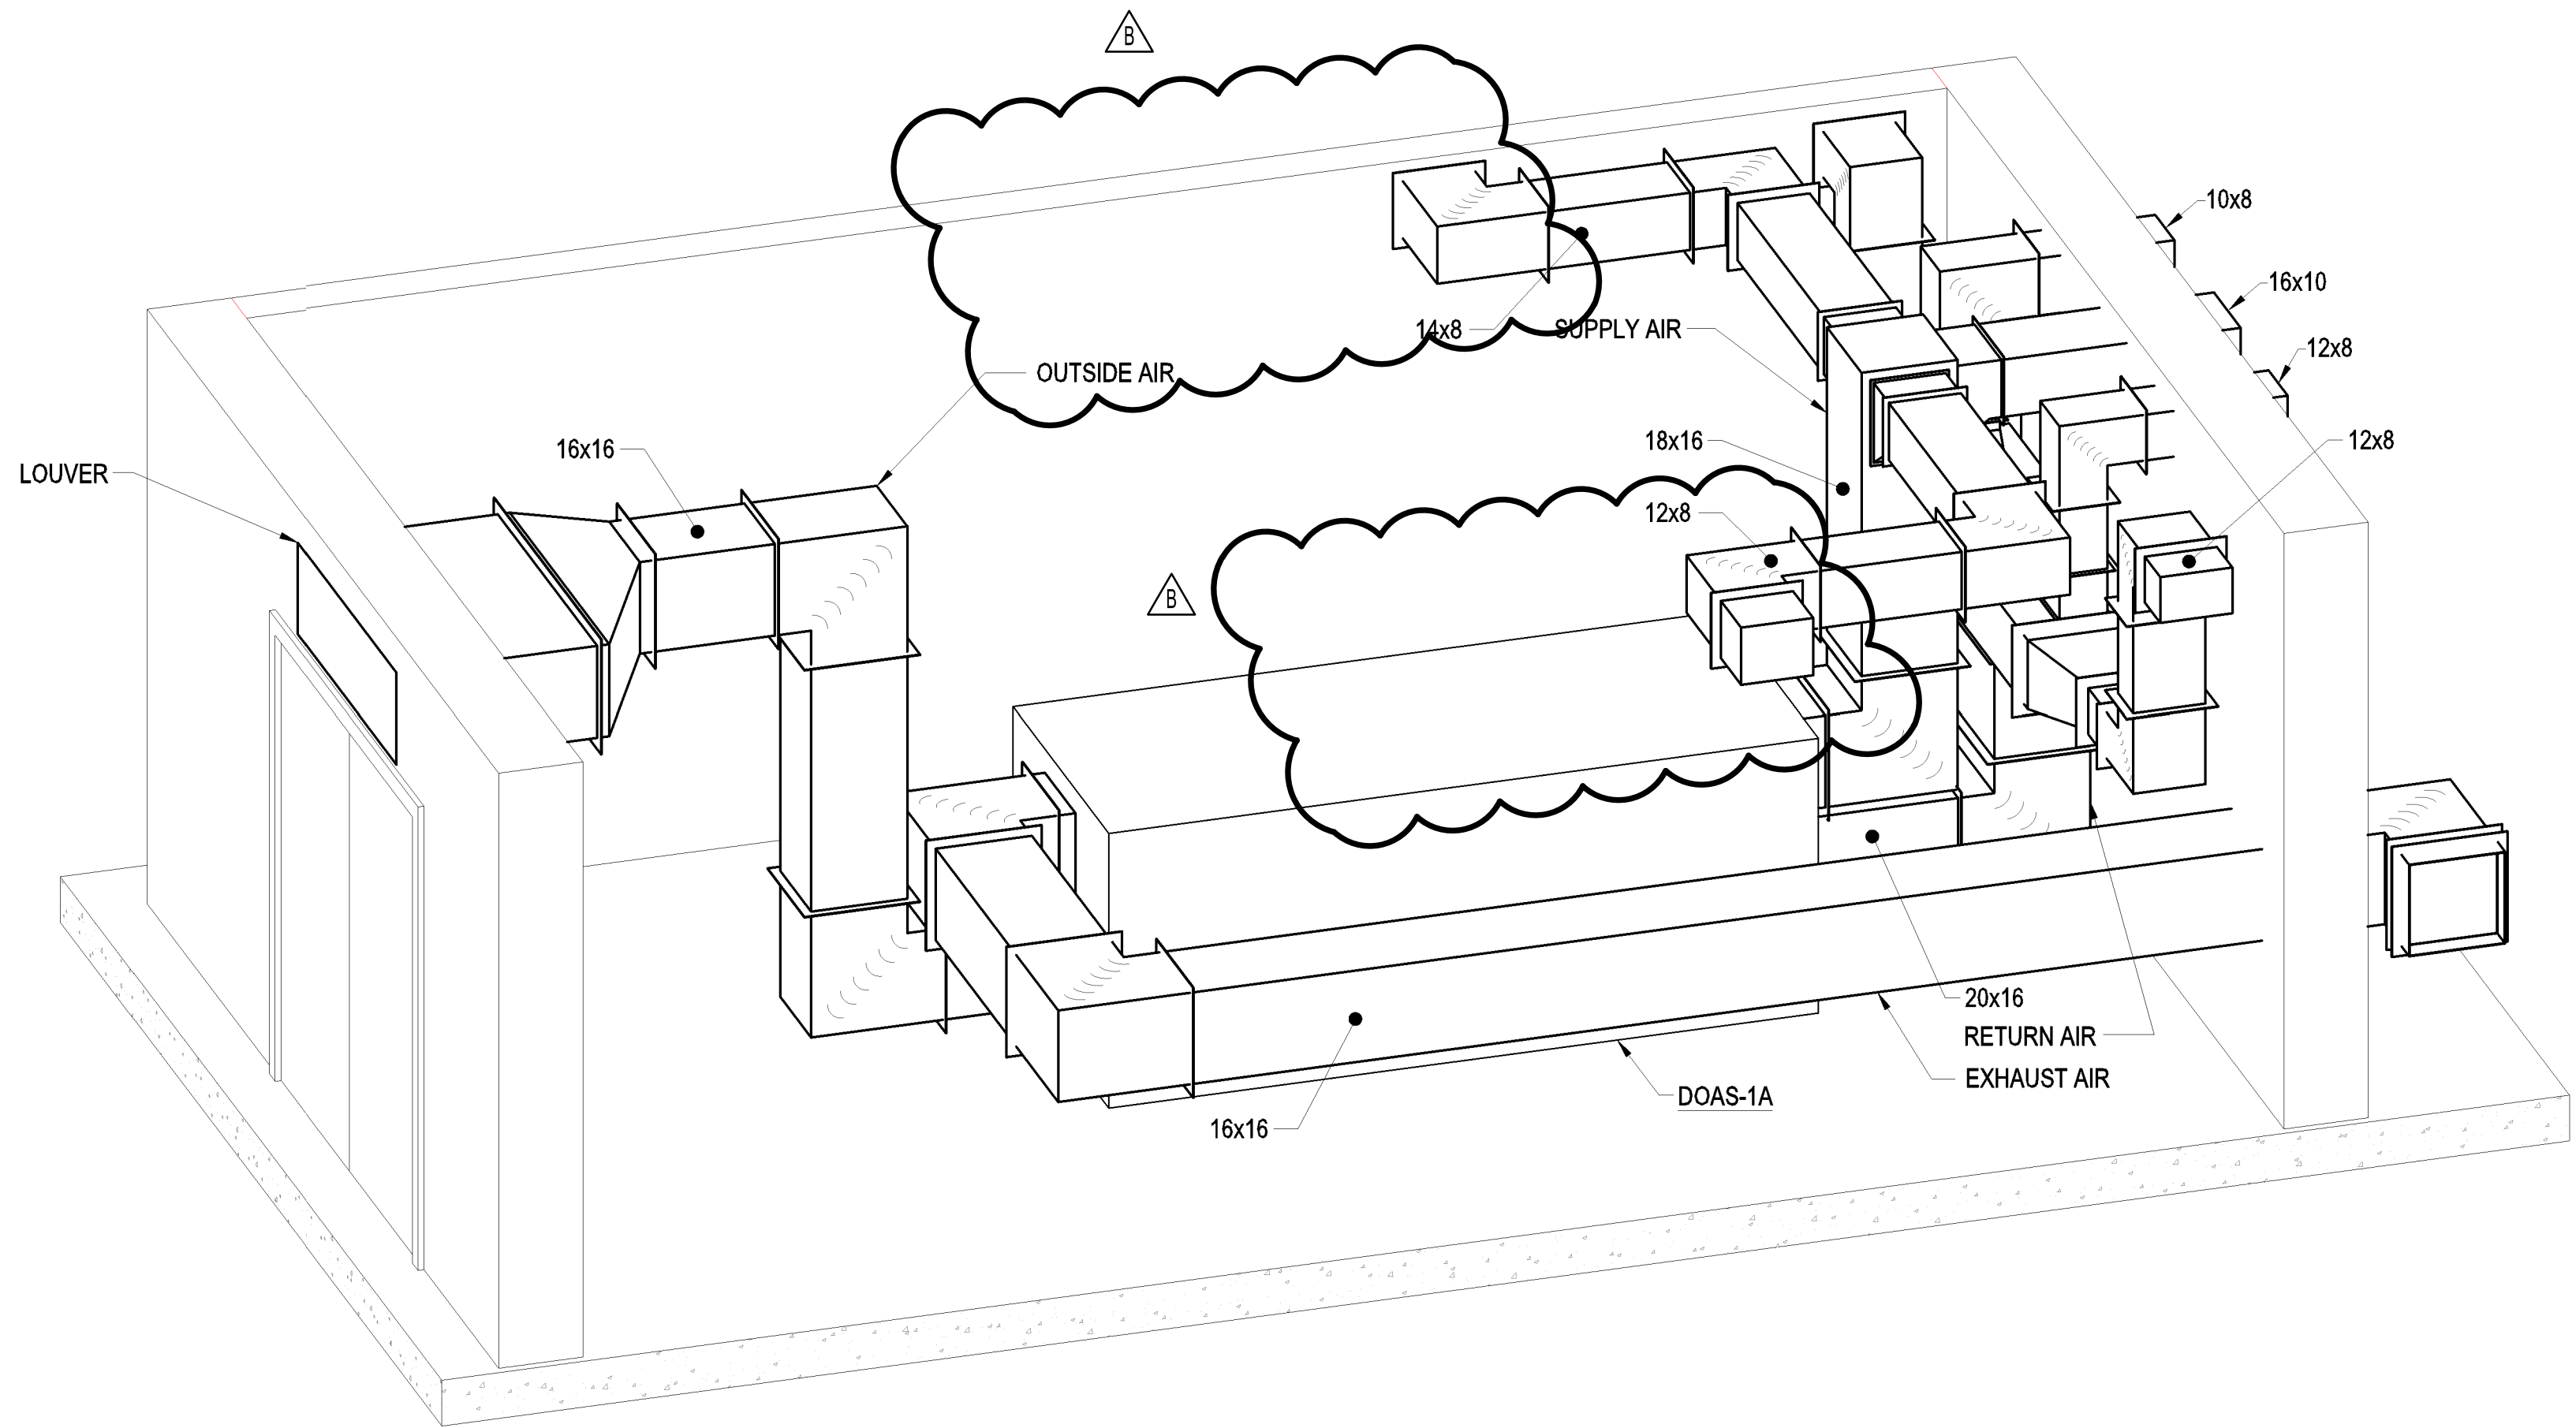 B
10x8
16x10
14x8
SUPPLY AIR
12x8
OUTSIDE AIR
16x16
18x16
12x8
LOUVER
12x8
B
20x16
RETURN AIR
EXHAUST AIR
DOAS-1A
16x16